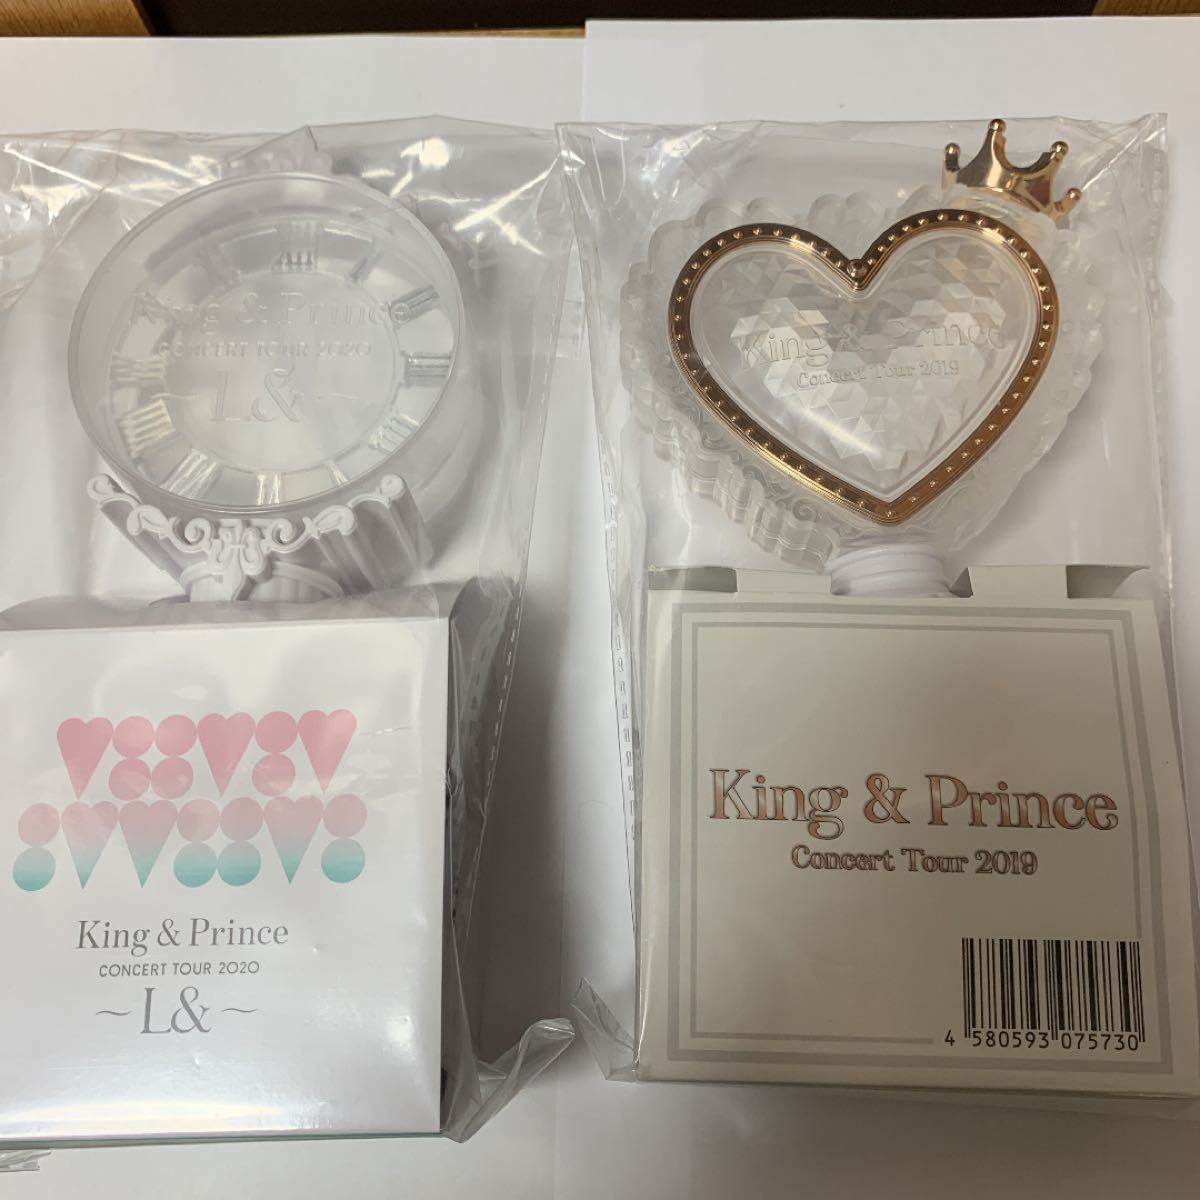 King & Prince
CONCERT TOUR 2020
L& ~
King & Prince
Concert Tour 2019
King & Prince
CONCERT TOUR 2020
~ L& ~
King & Prince
Concert Tour 2019
4 580593 075730